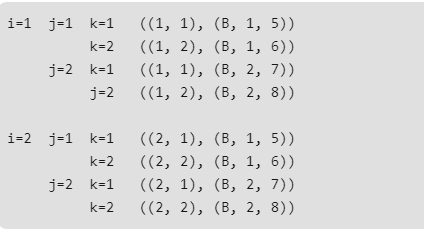 i=1 j=1 k=1 ((1, 1), (B, 1, 5))
k=2 ((1, 2), (B, 1, 6))
j=2 k=1 ((1, 1), (B, 2, 7))
j=2 ((1, 2), (B, 2, 8))
i=2 j=1 k=1 ((2, 1), (B, 1, 5))
k=2 ((2, 2), (B, 1, 6))
j=2 k=1 ((2, 1), (B, 2, 7))
k=2 ((2, 2), (B, 2, 8))